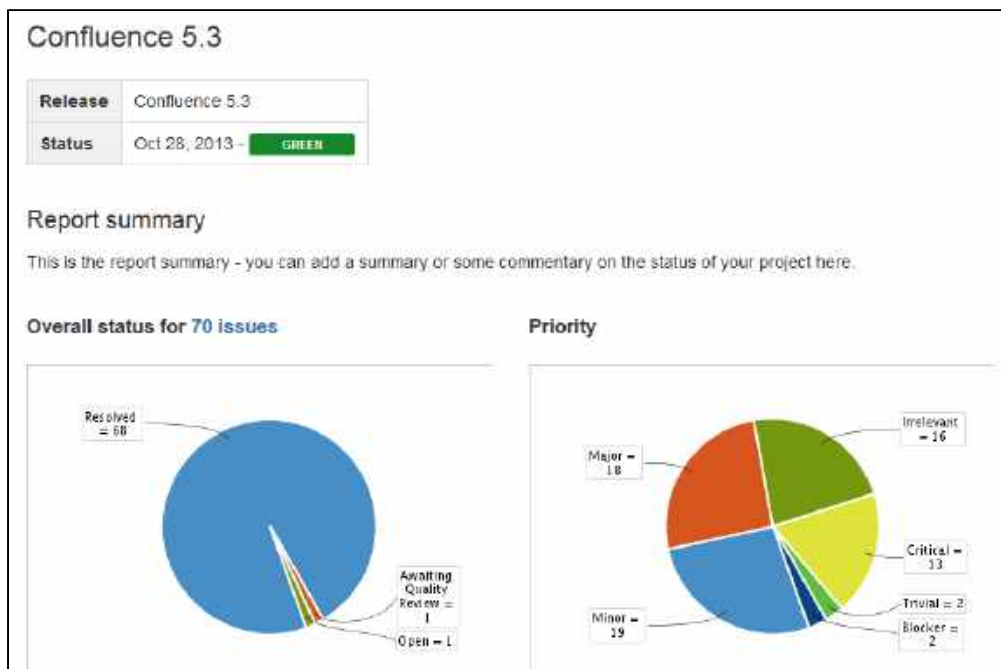 Confluence 5.3
Release Confluence 5.3
Status Oct 28, 2013 - GREEN
Report summary
This is the report summary - you can add a summary or some commentary on the status of your project here.
Overall status for 70 issues
Priority
Resolved
= 68
Awaiting
Quality
Review =
1
Open = 1
Irrelevant
= 16
Major =
18
Critical =
13
Trivial = 2
Minor =
19
Blocker =
2